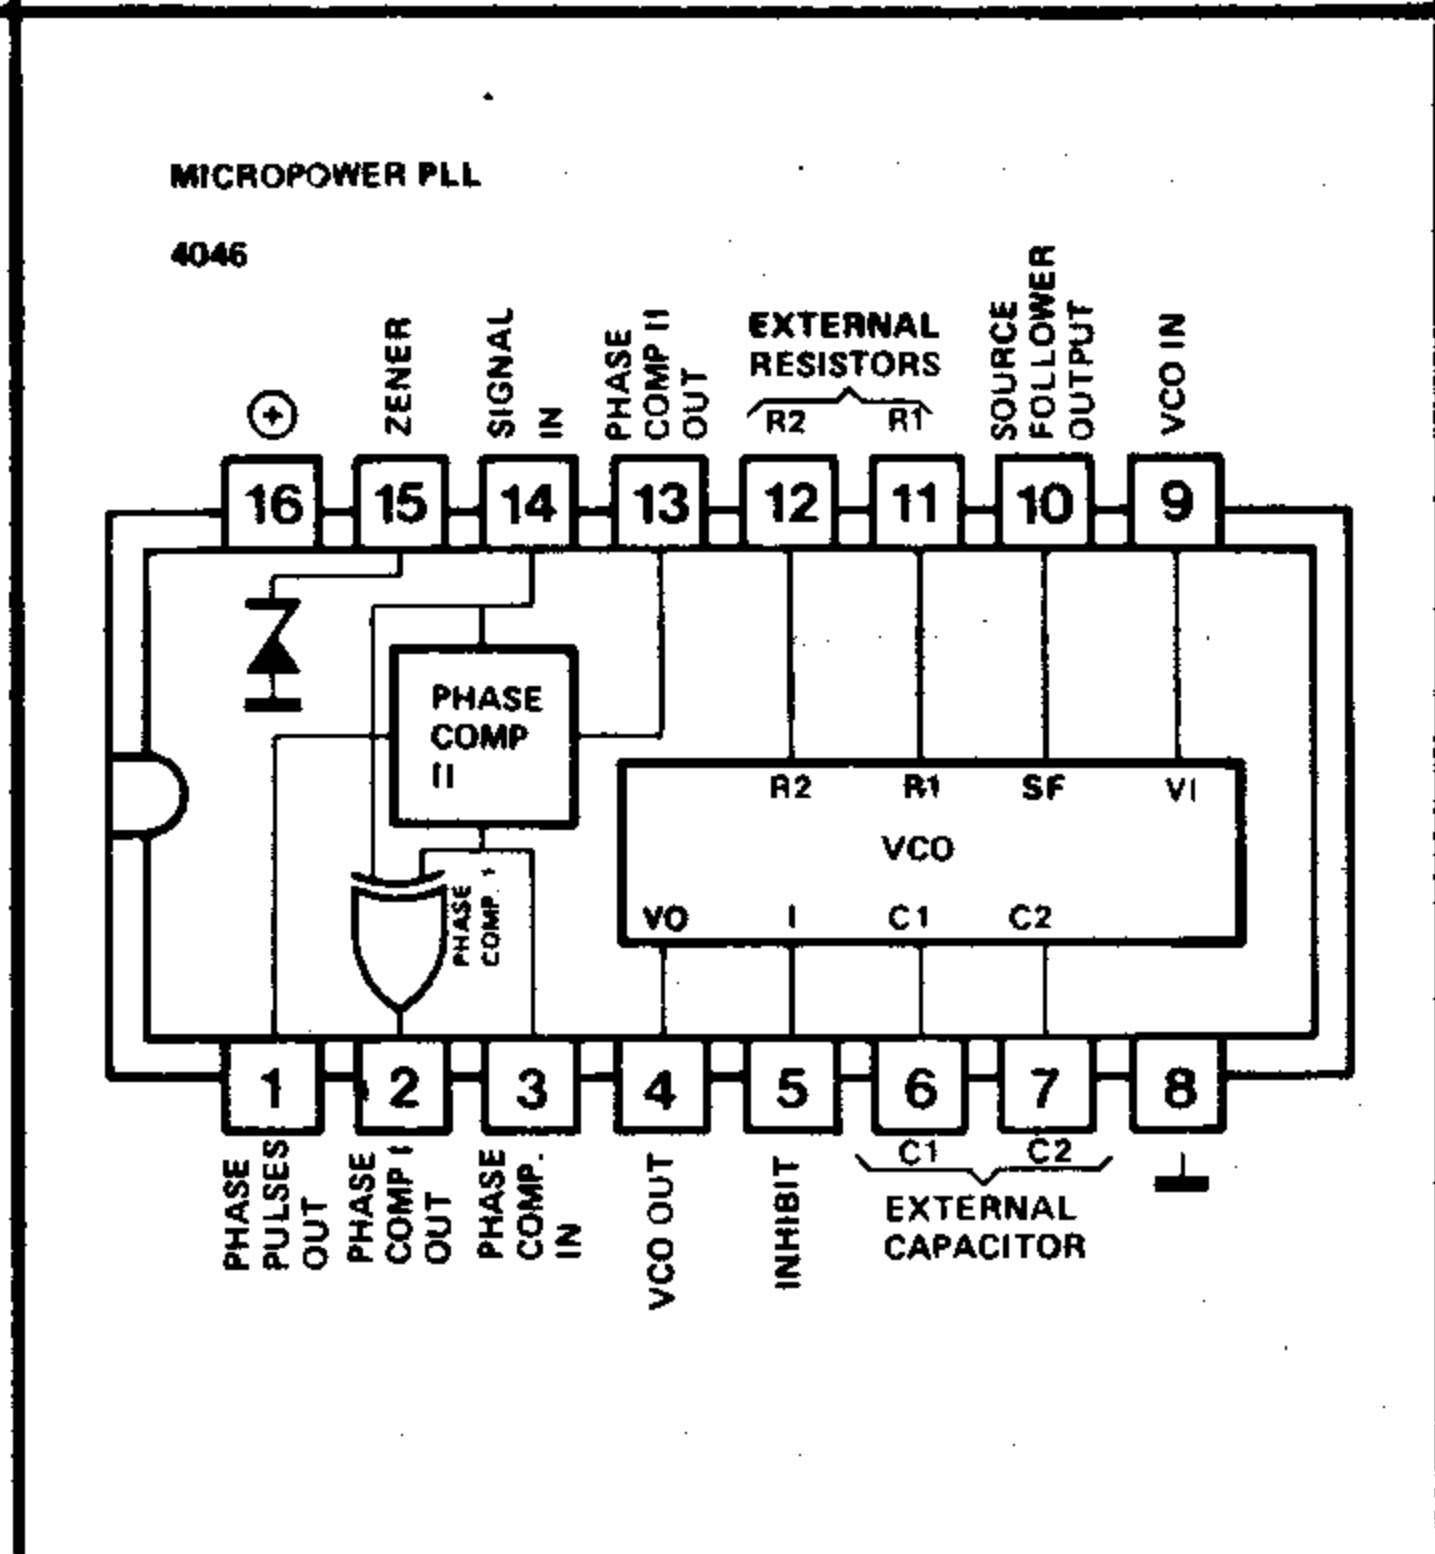 MICROPOWER PLL
4046
ZENER
SIGNAL
IN
PHASE
COMP II
OUT
EXTERNAL
RESISTORS
R2
R1
SOURCE
FOLLOWER
OUTPUT
VCO IN
16
15
14
13
12
11
10
9
PHASE
COMP
II
R2
R1
SF
VI
VCO
VO
I
C1
C2
PHASE
COMP. 1
1
2
3
4
5
6
7
8
PHASE
PULSES
OUT
PHASE
COMP I
OUT
PHASE
COMP.
IN
VCO OUT
INHIBIT
C1
C2
EXTERNAL
CAPACITOR